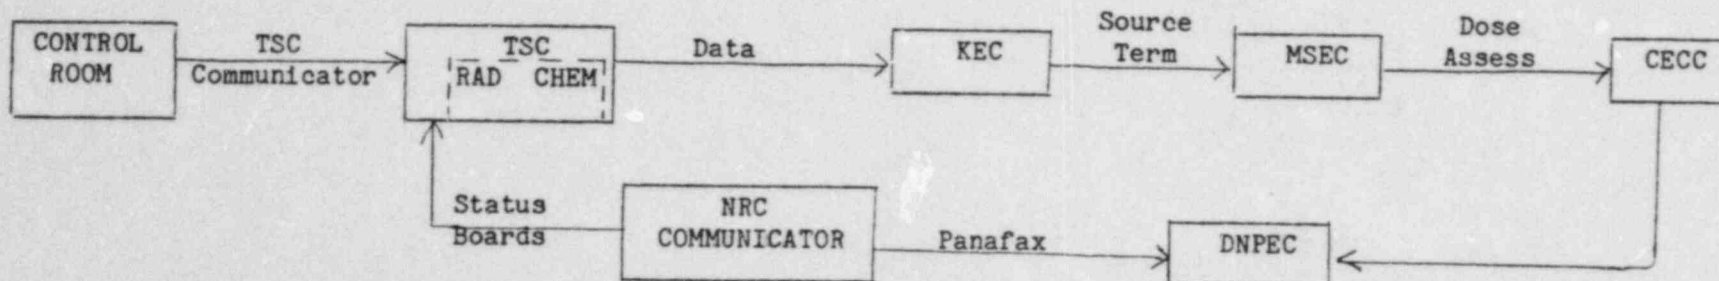 CONTROL
ROOM
TSC
Communicator
TSC
RAD CHEM
Data
KEC
Source
Term
MSEC
Dose
Assess
CECC
Status
Boards
NRC
COMMUNICATOR
Panafax
DNPEC